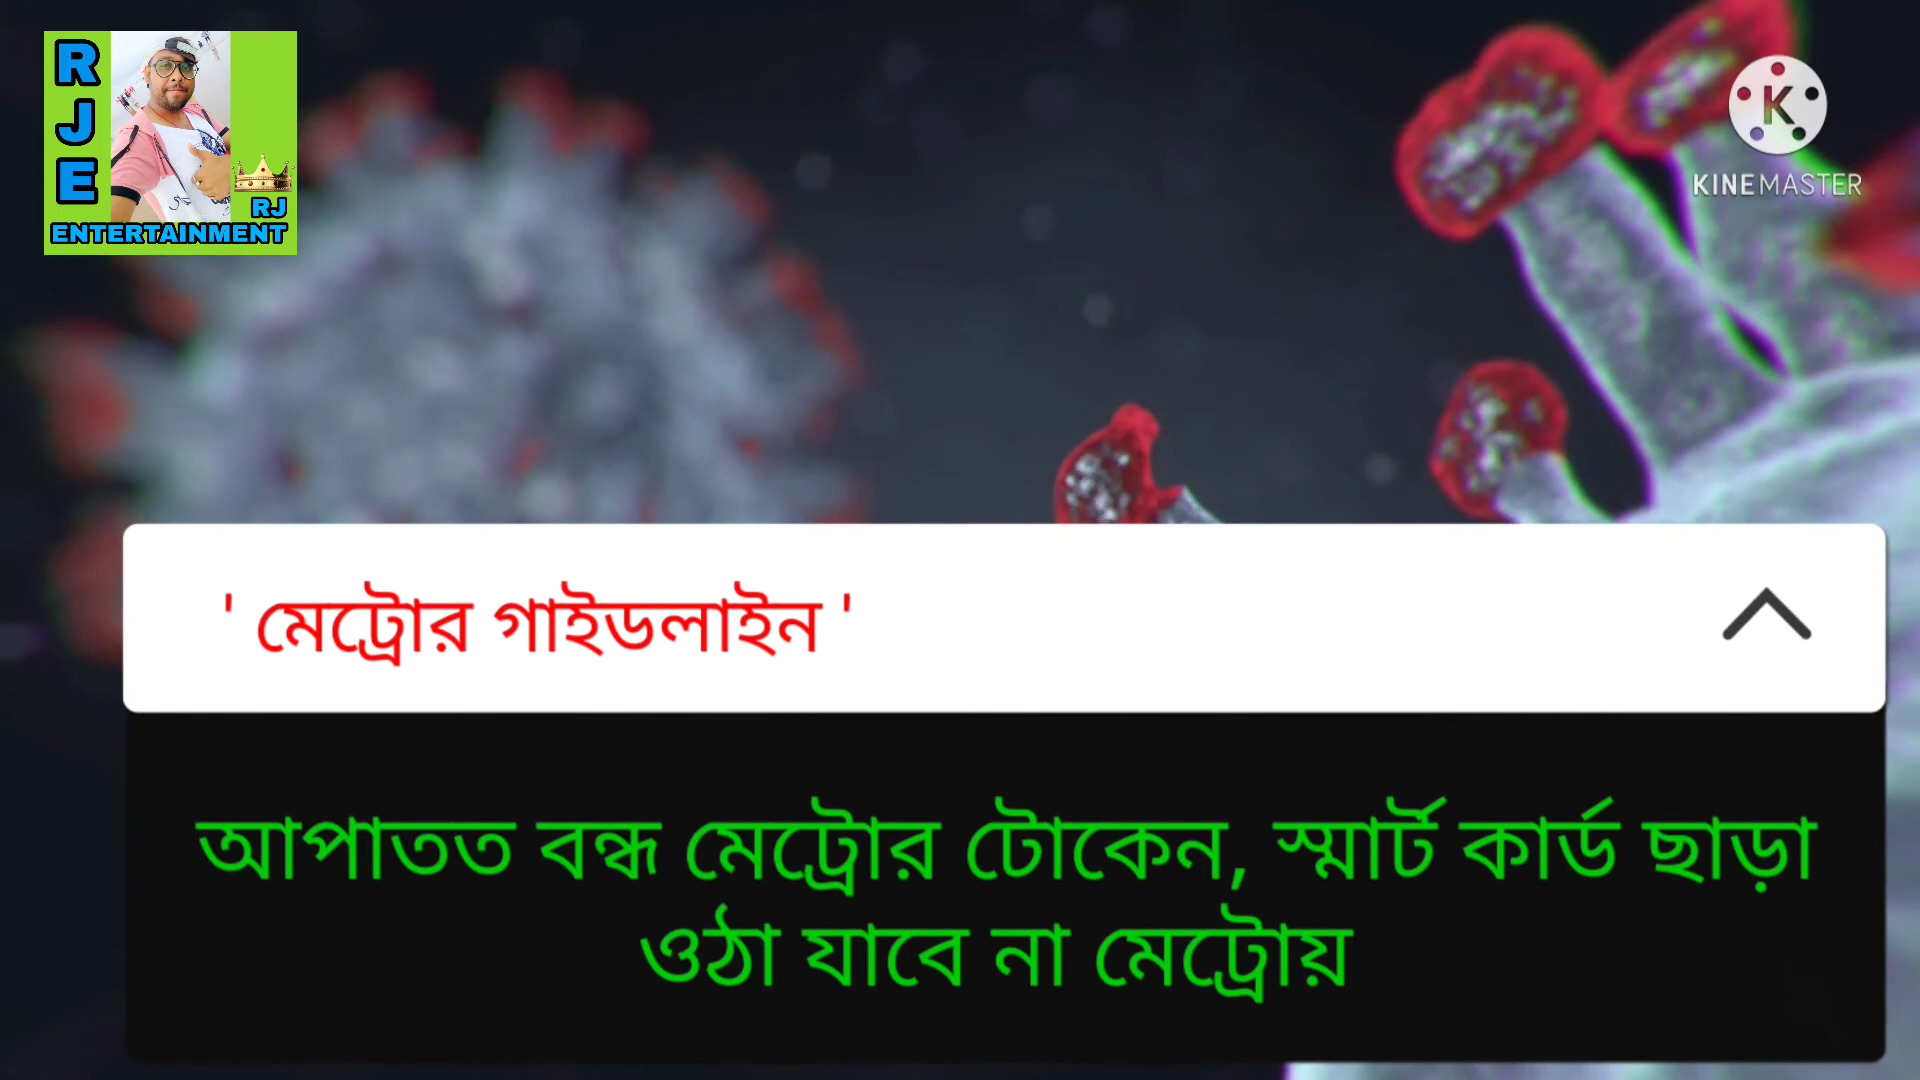 R
J
E
RJ
ENTERTAINMENT
K
KINEMASTER
' মেট্রোর গাইডলাইন '
আপাতত বন্ধ মেট্রোর টোকেন, স্মার্ট কার্ড ছাড়া
ওঠা যাবে না মেট্রোয়